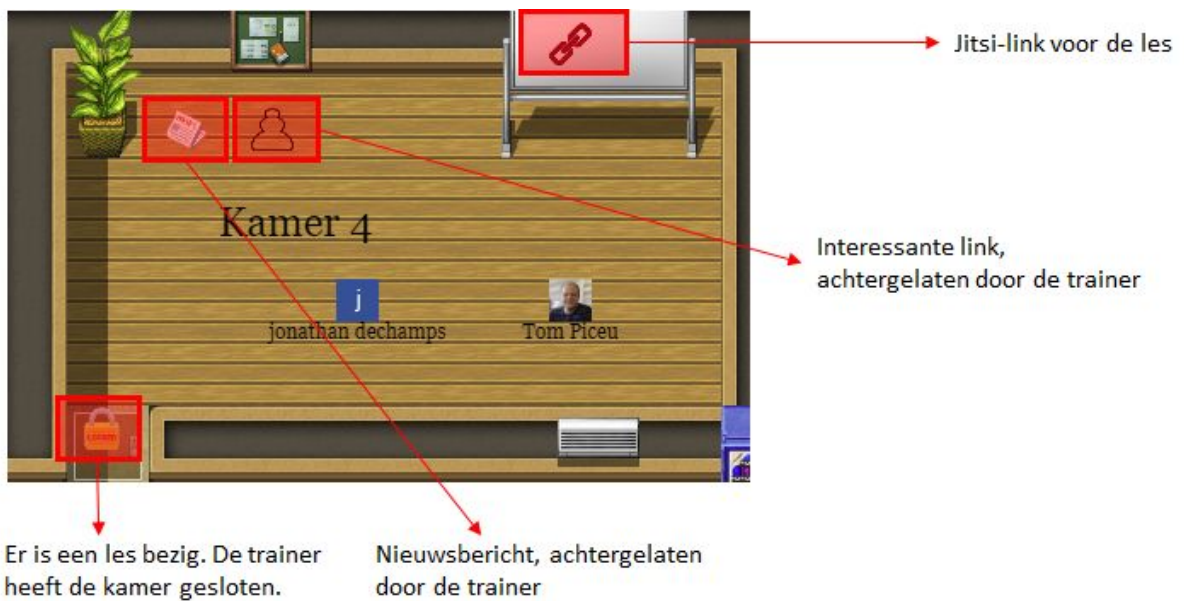 Jitsi-link voor de les
Kamer 4
Interessante link,
achtergelaten door de trainer
j
jonathan dechamps
Tom Piceu
Er is een les bezig. De trainer
heeft de kamer gesloten.
Nieuwsbericht, achtergelaten
door de trainer